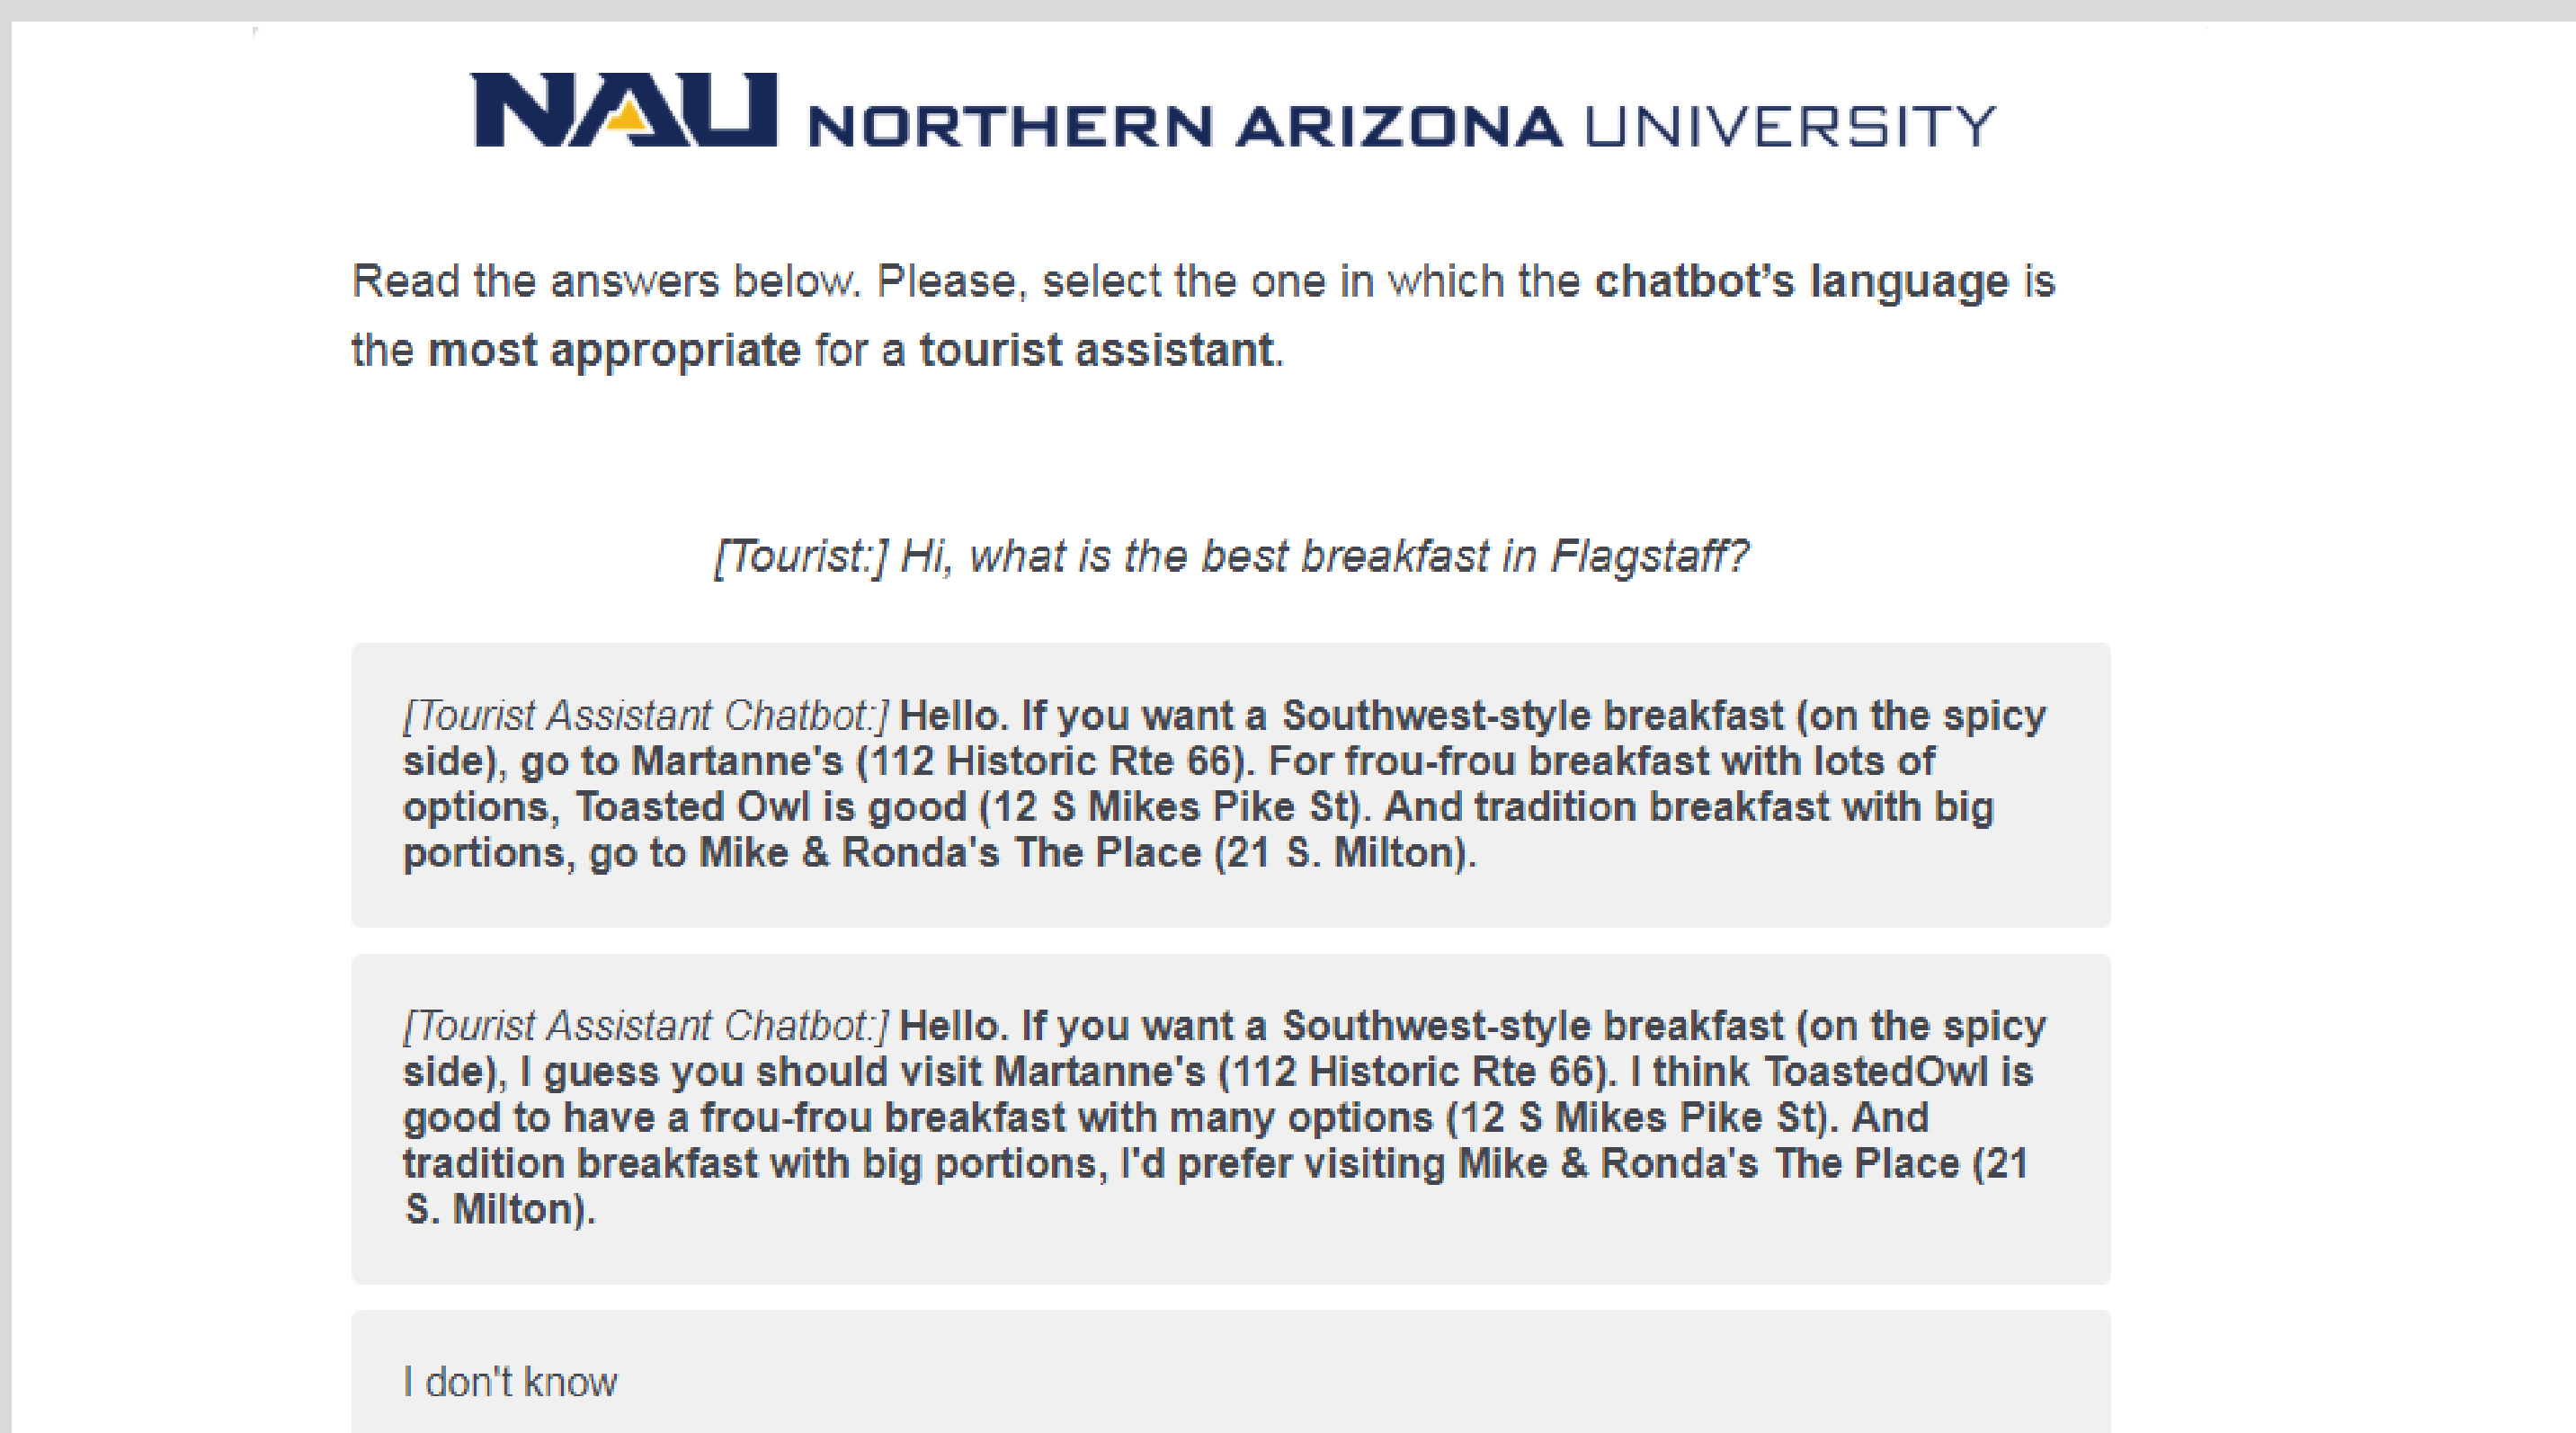 NAU NORTHERN ARIZONA UNIVERSITY
Read the answers below. Please, select the one in which the chatbot’s language is
the most appropriate for a tourist assistant.
[Tourist:] Hi, what is the best breakfast in Flagstaff?
[Tourist Assistant Chatbot:] Hello. If you want a Southwest-style breakfast (on the spicy
side), go to Martanne's (112 Historic Rte 66). For frou-frou breakfast with lots of
options, Toasted Owl is good (12 S Mikes Pike St). And tradition breakfast with big
portions, go to Mike & Ronda's The Place (21 S. Milton).
[Tourist Assistant Chatbot:] Hello. If you want a Southwest-style breakfast (on the spicy
side), I guess you should visit Martanne's (112 Historic Rte 66). I think ToastedOwl is
good to have a frou-frou breakfast with many options (12 S Mikes Pike St). And
tradition breakfast with big portions, I'd prefer visiting Mike & Ronda's The Place (21
S. Milton).
I don't know